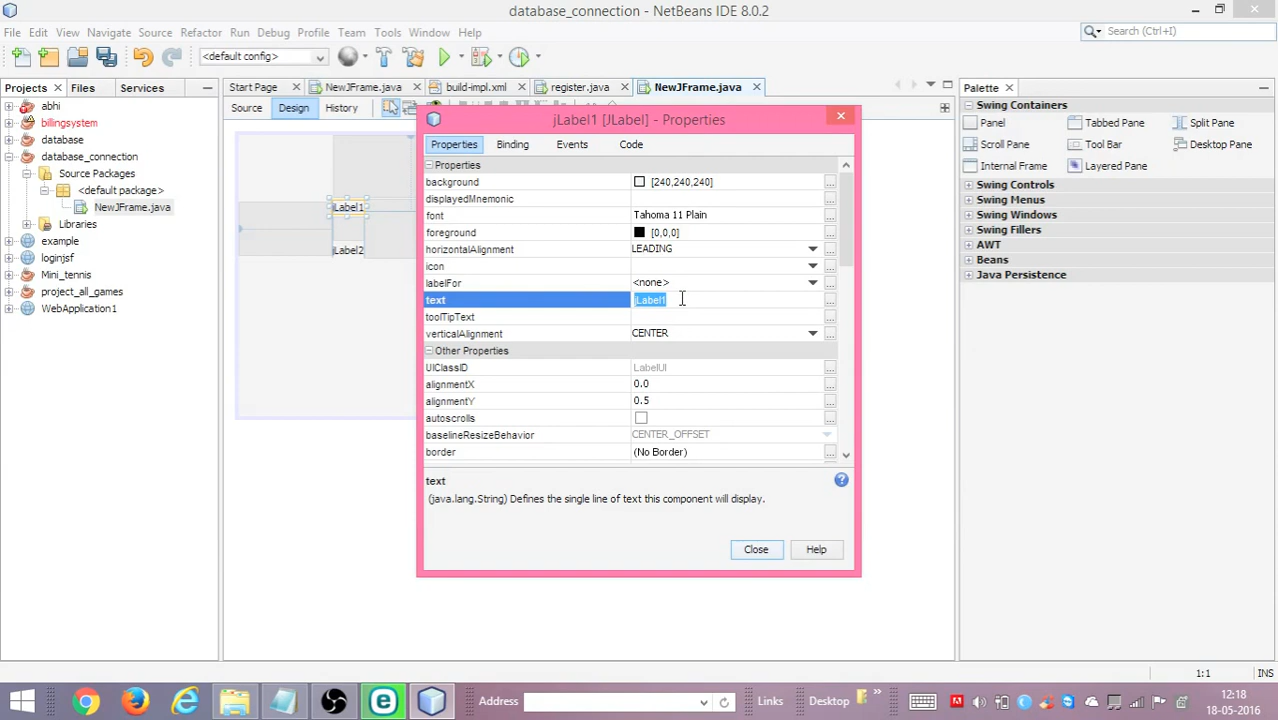 database_connection - NetBeans IDE 8.0.2
File Edit View Navigate Source Refactor Run Debug Profile Team Tools Window Help
Search (Ctrl+I)
<default config>
Projects Files Services
Start Page NewJFrame.java build-impl.xml register.java NewJFrame.java
Palette
Source Design History
abhi
billingsystem
database
database_connection
Source Packages
<default package>
NewJFrame.java
Libraries
example
loginjsf
Mini_tennis
project_all_games
WebApplication1
jLabel1
jLabel2
jLabel1 [JLabel] - Properties
Properties Binding Events Code
Properties
background [240,240,240] ...
displayedMnemonic ...
font Tahoma 11 Plain ...
foreground [0,0,0] ...
horizontalAlignment LEADING ...
icon ...
labelFor <none> ...
text jLabel1 ...
toolTipText ...
verticalAlignment CENTER ...
Other Properties
UIClassID LabelUI ...
alignmentX 0.0 ...
alignmentY 0.5 ...
autoscrolls ...
baselineResizeBehavior CENTER_OFFSET
border (No Border) ...
text
(java.lang.String) Defines the single line of text this component will display.
Close Help
Swing Containers
Panel Tabbed Pane Split Pane
Scroll Pane Tool Bar Desktop Pane
Internal Frame Layered Pane
Swing Controls
Swing Menus
Swing Windows
Swing Fillers
AWT
Beans
Java Persistence
1:1 INS
Address Links Desktop
12:18
18-05-2016